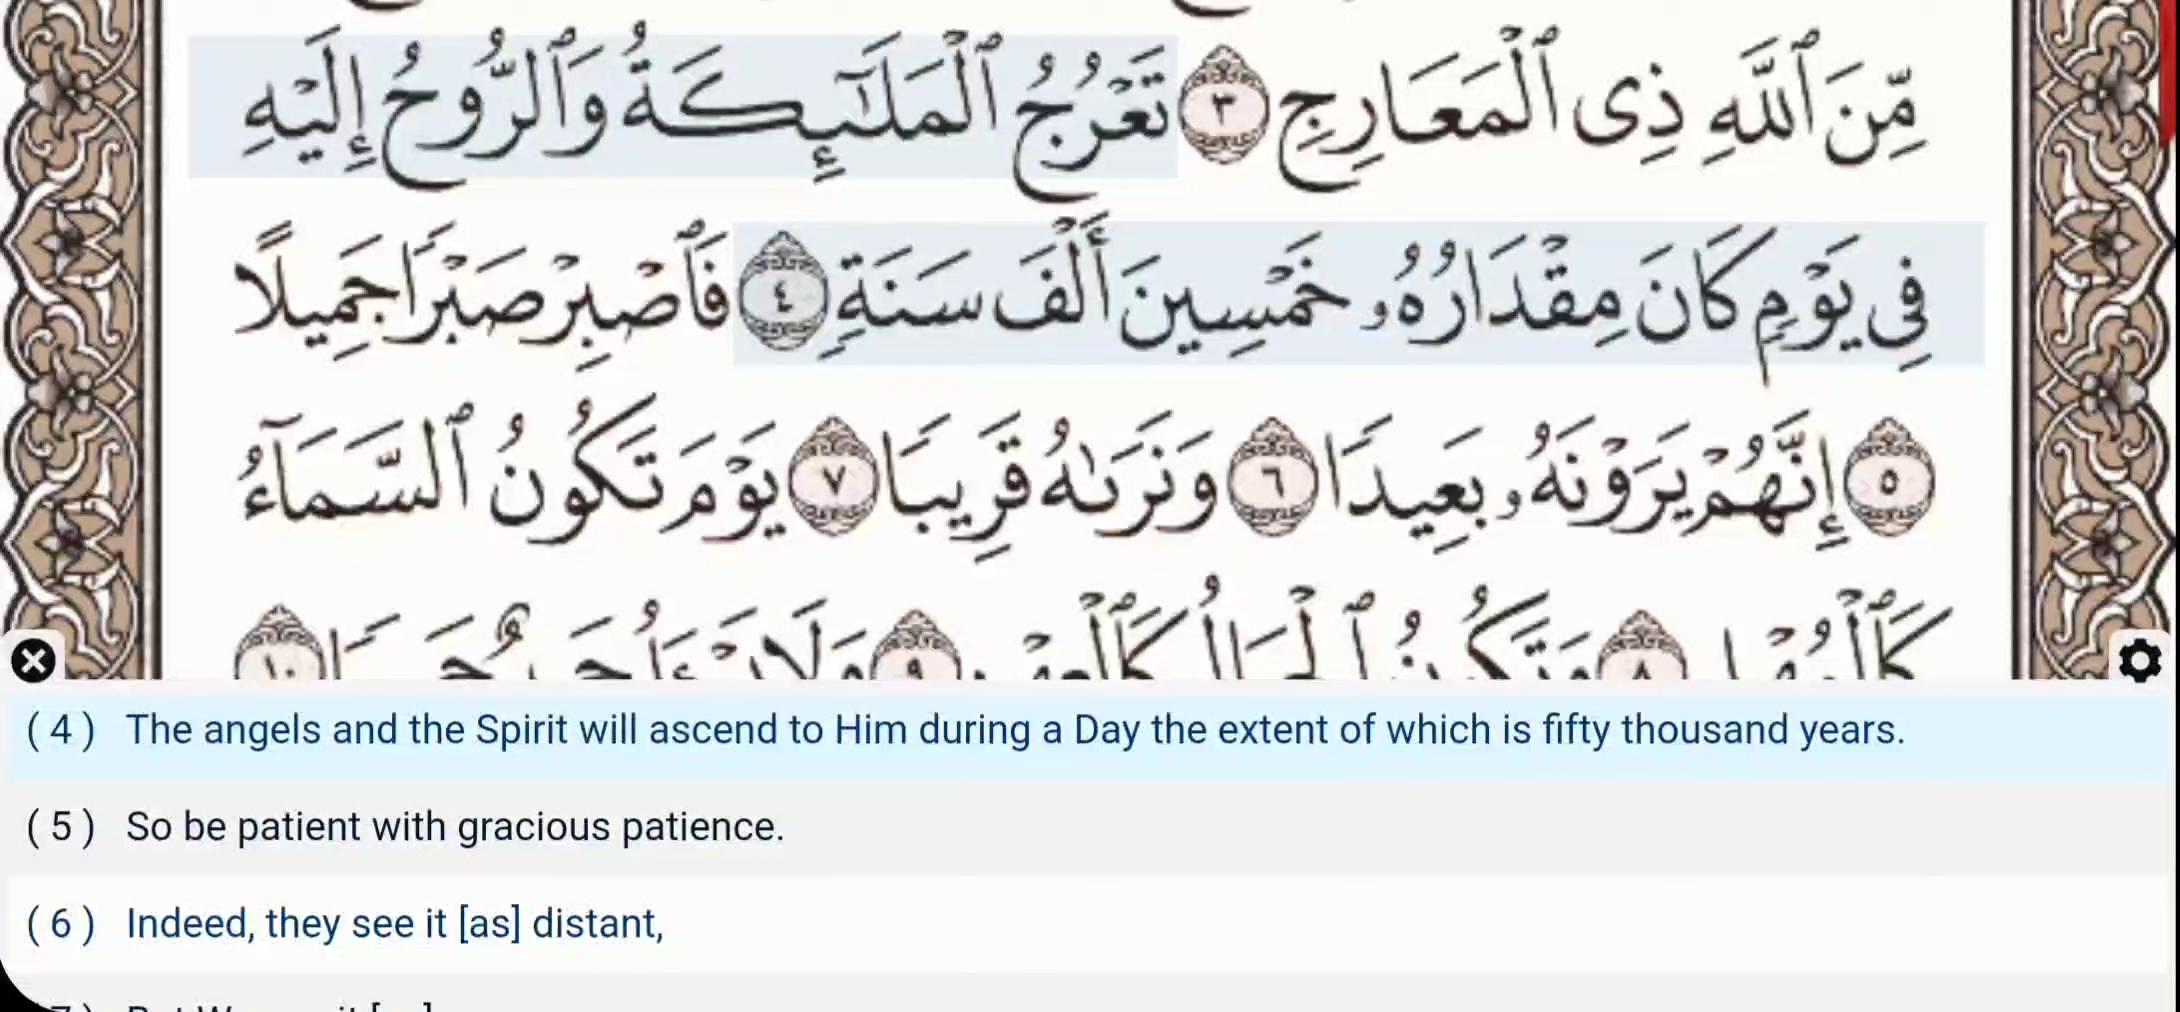 مِّنَ ٱللَّهِ ذِى ٱلْمَعَارِجِ ٣ تَعْرُجُ ٱلْمَلَـٰٓئِكَةُ وَٱلرُّوحُ إِلَيْهِ
فِى يَوْمٍ كَانَ مِقْدَارُهُۥ خَمْسِينَ أَلْفَ سَنَةٍ ٤ فَٱصْبِرْ صَبْرًا جَمِيلًا
٥ إِنَّهُمْ يَرَوْنَهُۥ بَعِيدًا ٦ وَنَرَىٰهُ قَرِيبًا ٧ يَوْمَ تَكُونُ ٱلسَّمَآءُ
( 4 ) The angels and the Spirit will ascend to Him during a Day the extent of which is fifty thousand years.
( 5 ) So be patient with gracious patience.
( 6 ) Indeed, they see it [as] distant,